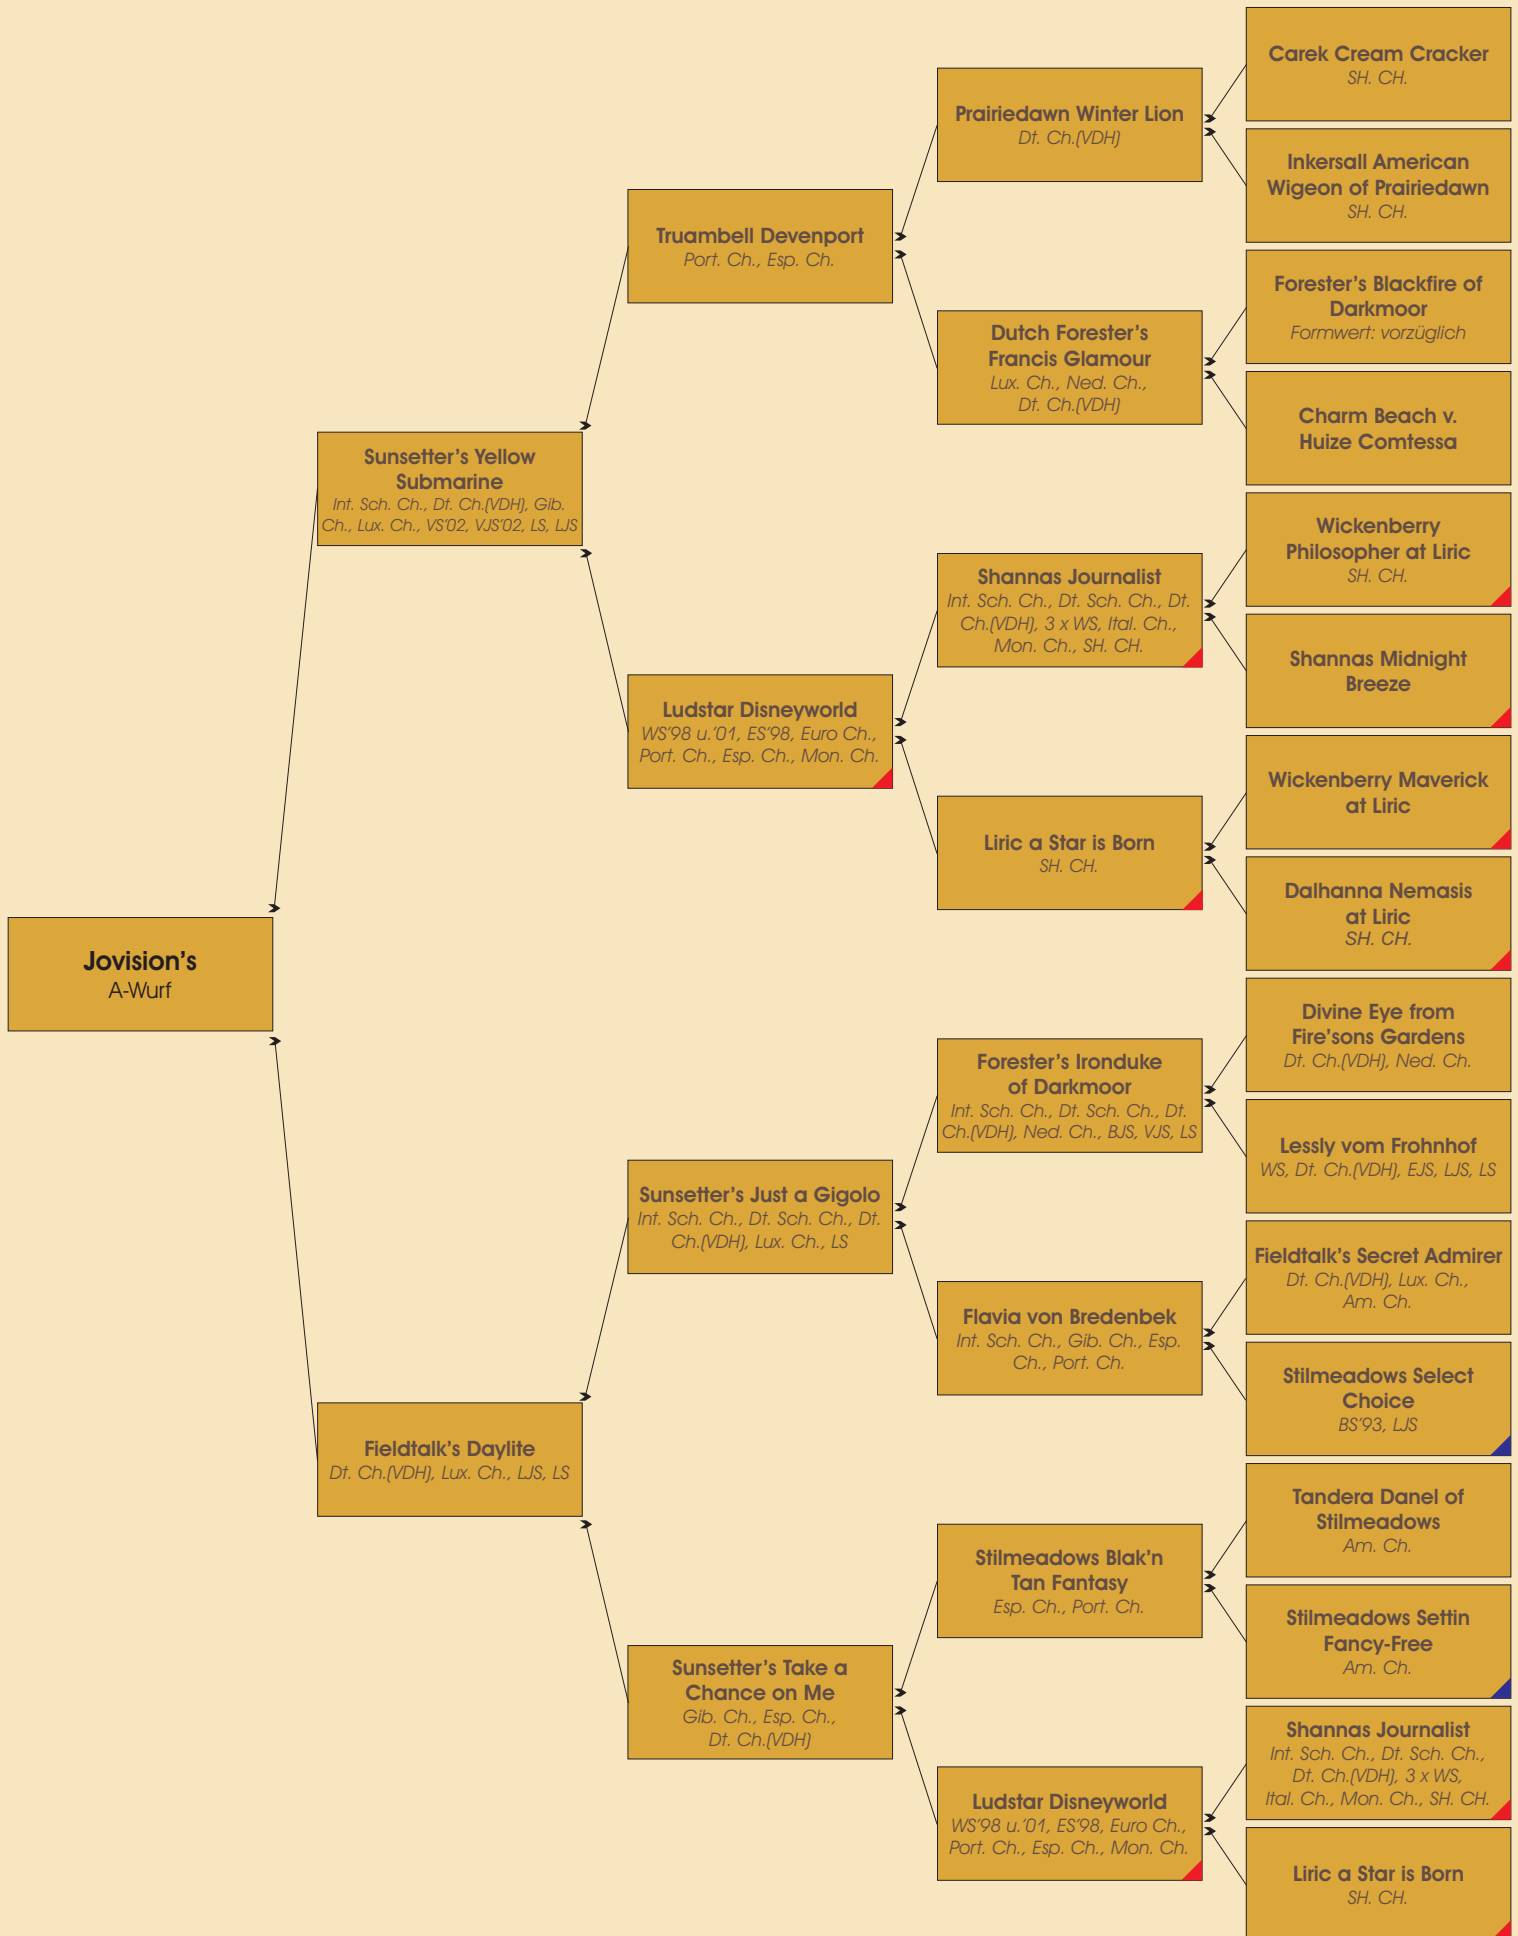 Jovision's
A-Wurf
Sunsetter's Yellow
Submarine
Int. Sch. Ch., Dt. Ch.(VDH), Gib.
Ch., Lux. Ch., VS'02, VJS'02, LS, LJS
Fieldtalk's Daylite
Dt. Ch.(VDH), Lux. Ch., LJS, LS
Truambell Devenport
Port. Ch., Esp. Ch.
Ludstar Disneyworld
WS'98 u.'01, ES'98, Euro Ch.,
Port. Ch., Esp. Ch., Mon. Ch.
Sunsetter's Just a Gigolo
Int. Sch. Ch., Dt. Sch. Ch., Dt.
Ch.(VDH), Lux. Ch., LS
Sunsetter's Take a
Chance on Me
Gib. Ch., Esp. Ch.,
Dt. Ch.(VDH)
Prairiedawn Winter Lion
Dt. Ch.(VDH)
Dutch Forester's
Francis Glamour
Lux. Ch., Ned. Ch.,
Dt. Ch.(VDH)
Shannas Journalist
Int. Sch. Ch., Dt. Sch. Ch., Dt.
Ch.(VDH), 3 x WS, Ital. Ch.,
Mon. Ch., SH. CH.
Liric a Star is Born
SH. CH.
Forester's Ironduke
of Darkmoor
Int. Sch. Ch., Dt. Sch. Ch., Dt.
Ch.(VDH), Ned. Ch., BJS, VJS, LS
Flavia von Bredenbek
Int. Sch. Ch., Gib. Ch., Esp.
Ch., Port. Ch.
Stilmeadows Blak'n
Tan Fantasy
Esp. Ch., Port. Ch.
Ludstar Disneyworld
WS'98 u.'01, ES'98, Euro Ch.,
Port. Ch., Esp. Ch., Mon. Ch.
Carek Cream Cracker
SH. CH.
Inkersall American
Wigeon of Prairiedawn
SH. CH.
Forester's Blackfire of
Darkmoor
Formwert: vorzüglich
Charm Beach v.
Huize Comtessa
Wickenberry
Philosopher at Liric
SH. CH.
Shannas Midnight
Breeze
Wickenberry Maverick
at Liric
Dalhanna Nemasis
at Liric
SH. CH.
Divine Eye from
Fire'sons Gardens
Dt. Ch.(VDH), Ned. Ch.
Lessly vom Frohnhof
WS, Dt. Ch.(VDH), EJS, LJS, LS
Fieldtalk's Secret Admirer
Dt. Ch.(VDH), Lux. Ch.,
Am. Ch.
Stilmeadows Select
Choice
BS'93, LJS
Tandera Danel of
Stilmeadows
Am. Ch.
Stilmeadows Settin
Fancy-Free
Am. Ch.
Shannas Journalist
Int. Sch. Ch., Dt. Sch. Ch.,
Dt. Ch.(VDH), 3 x WS,
Ital. Ch., Mon. Ch., SH. CH.
Liric a Star is Born
SH. CH.